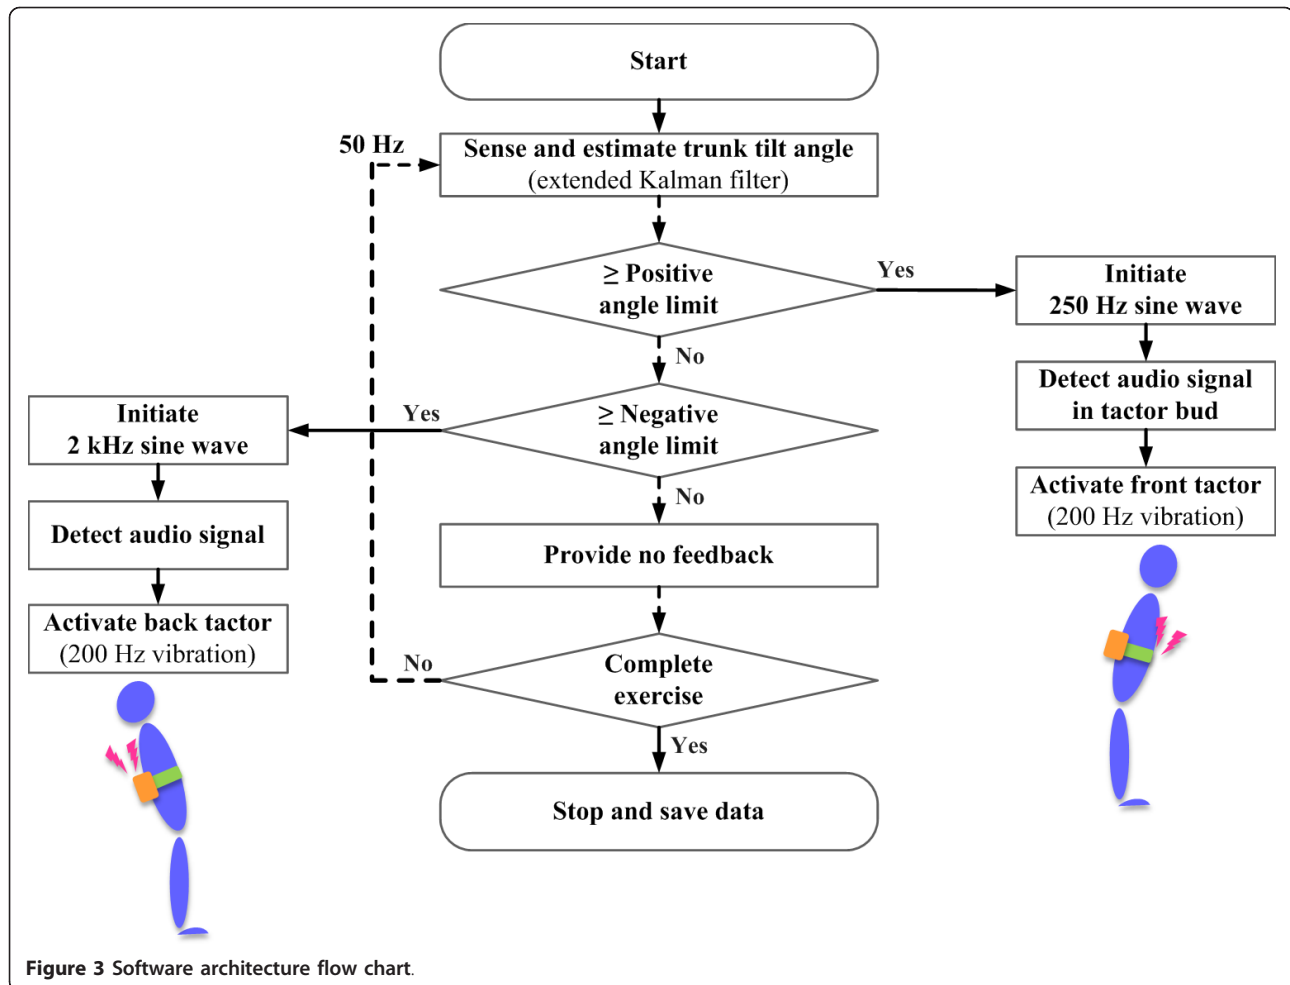 Start
50 Hz
Sense and estimate trunk tilt angle
(extended Kalman filter)
≥ Positive
angle limit
Yes
Initiate
250 Hz sine wave
No
Detect audio signal
in tactor bud
≥ Negative
angle limit
Yes
Initiate
2 kHz sine wave
Activate front tactor
(200 Hz vibration)
No
Detect audio signal
Provide no feedback
Activate back tactor
(200 Hz vibration)
No
Complete
exercise
Yes
Stop and save data
Figure 3 Software architecture flow chart.